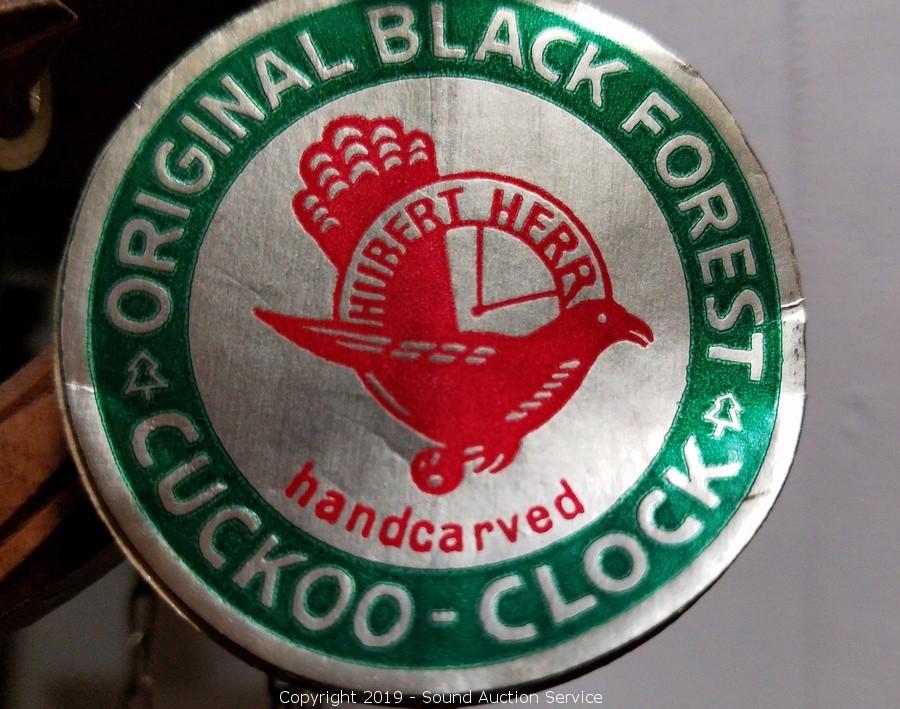 ORIGINAL BLACK FOREST
HUBERT HERR
handcarved
CUCKOO-CLOCK
Copyright 2019 - Sound Auction Service